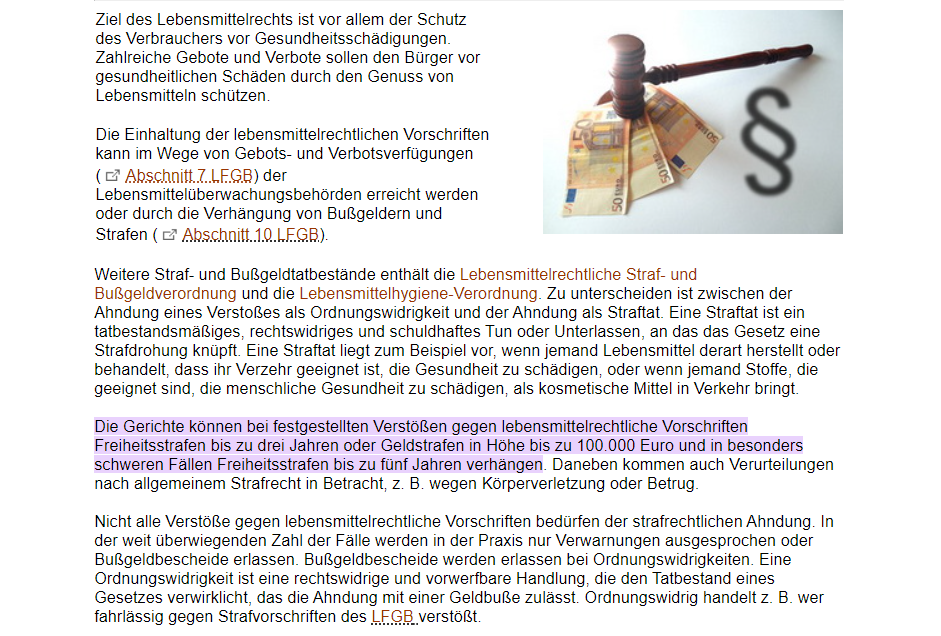 Ziel des Lebensmittelrechts ist vor allem der Schutz
des Verbrauchers vor Gesundheitsschädigungen.
Zahlreiche Gebote und Verbote sollen den Bürger vor
gesundheitlichen Schäden durch den Genuss von
Lebensmitteln schützen.
Die Einhaltung der lebensmittelrechtlichen Vorschriften
kann im Wege von Gebots- und Verbotsverfügungen
( Abschnitt 7 LFGB) der
Lebensmittelüberwachungsbehörden erreicht werden
oder durch die Verhängung von Bußgeldern und
Strafen ( Abschnitt 10 LFGB).
50
50
50
50
§
Weitere Straf- und Bußgeldtatbestände enthält die Lebensmittelrechtliche Straf- und
Bußgeldverordnung und die Lebensmittelhygiene-Verordnung. Zu unterscheiden ist zwischen der
Ahndung eines Verstoßes als Ordnungswidrigkeit und der Ahndung als Straftat. Eine Straftat ist ein
tatbestandsmäßiges, rechtswidriges und schuldhaftes Tun oder Unterlassen, an das das Gesetz eine
Strafdrohung knüpft. Eine Straftat liegt zum Beispiel vor, wenn jemand Lebensmittel derart herstellt oder
behandelt, dass ihr Verzehr geeignet ist, die Gesundheit zu schädigen, oder wenn jemand Stoffe, die
geeignet sind, die menschliche Gesundheit zu schädigen, als kosmetische Mittel in Verkehr bringt.
Die Gerichte können bei festgestellten Verstößen gegen lebensmittelrechtliche Vorschriften
Freiheitsstrafen bis zu drei Jahren oder Geldstrafen in Höhe bis zu 100.000 Euro und in besonders
schweren Fällen Freiheitsstrafen bis zu fünf Jahren verhängen. Daneben kommen auch Verurteilungen
nach allgemeinem Strafrecht in Betracht, z. B. wegen Körperverletzung oder Betrug.
Nicht alle Verstöße gegen lebensmittelrechtliche Vorschriften bedürfen der strafrechtlichen Ahndung. In
der weit überwiegenden Zahl der Fälle werden in der Praxis nur Verwarnungen ausgesprochen oder
Bußgeldbescheide erlassen. Bußgeldbescheide werden erlassen bei Ordnungswidrigkeiten. Eine
Ordnungswidrigkeit ist eine rechtswidrige und vorwerfbare Handlung, die den Tatbestand eines
Gesetzes verwirklicht, das die Ahndung mit einer Geldbuße zulässt. Ordnungswidrig handelt z. B. wer
fahrlässig gegen Strafvorschriften des LFGB verstößt.